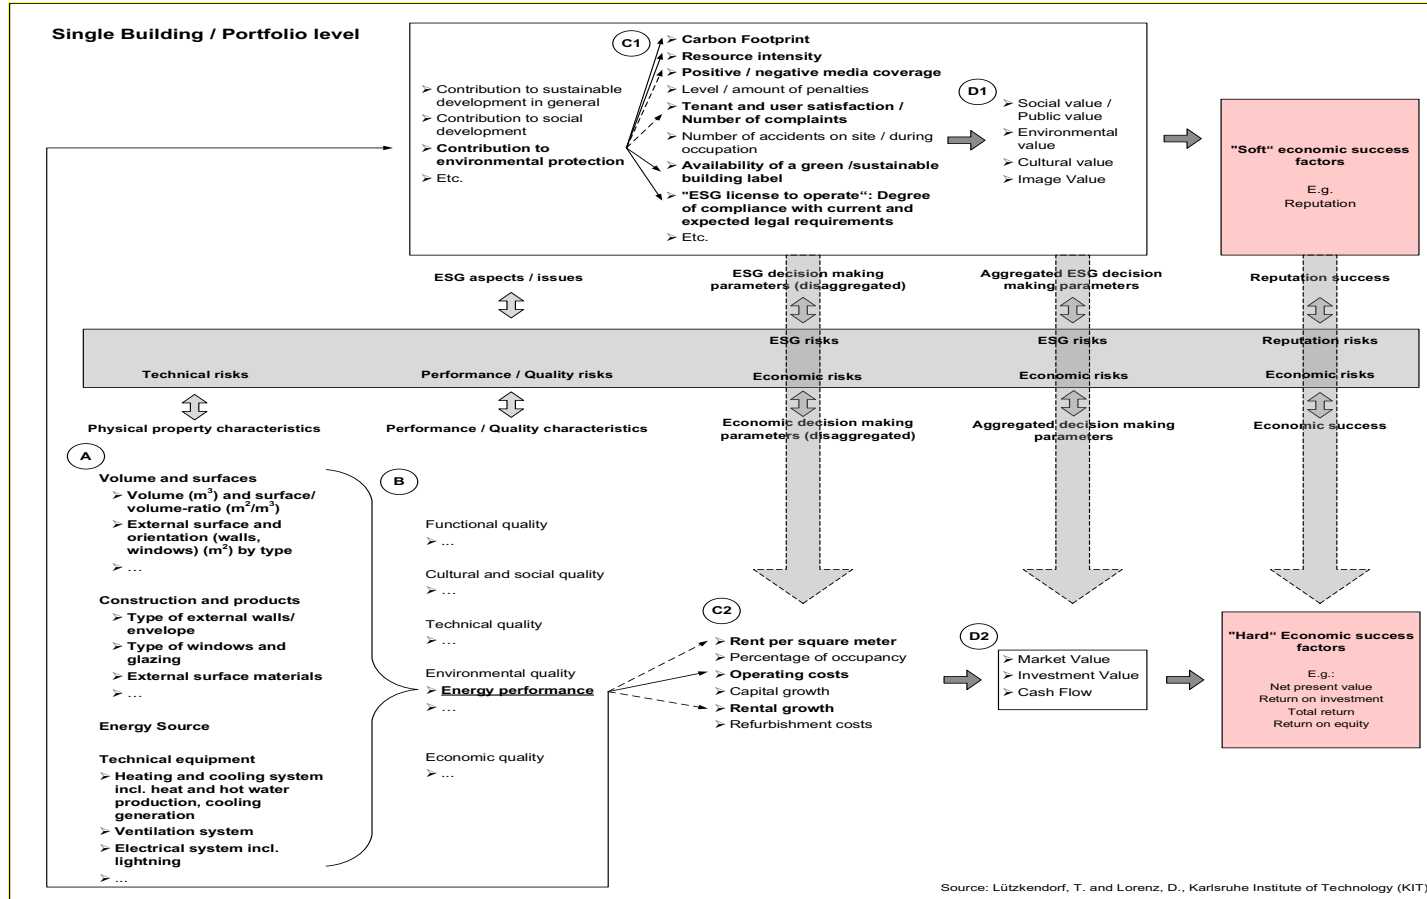 Single Building / Portfolio level
C1
➢ Contribution to sustainable
development in general
➢ Contribution to social
development
➢ Contribution to
environmental protection
➢ Etc.
➢ Carbon Footprint
➢ Resource intensity
➢ Positive / negative media coverage
➢ Level / amount of penalties
➢ Tenant and user satisfaction /
Number of complaints
➢ Number of accidents on site / during
occupation
➢ Availability of a green /sustainable
building label
➢ "ESG license to operate“: Degree
of compliance with current and
expected legal requirements
➢ Etc.
D1
➢ Social value /
Public value
➢ Environmental
value
➢ Cultural value
➢ Image Value
"Soft“ economic success
factors
E.g.
Reputation
ESG aspects / issues
ESG decision making
parameters (disaggregated)
Aggregated ESG decision
making parameters
Reputation success
ESG risks
ESG risks
Reputation risks
Technical risks
Performance / Quality risks
Economic risks
Economic risks
Economic risks
Physical property characteristics
Performance / Quality characteristics
Economic decision making
parameters (disaggregated)
Aggregated decision making
parameters
Economic success
A
Volume and surfaces
➢ Volume (m³) and surface/
volume-ratio (m²/m³)
➢ External surface and
orientation (walls,
windows) (m²) by type
➢ …
Construction and products
➢ Type of external walls/
envelope
➢ Type of windows and
glazing
➢ External surface materials
➢ …
Energy Source
Technical equipment
➢ Heating and cooling system
incl. heat and hot water
production, cooling
generation
➢ Ventilation system
➢ Electrical system incl.
lightning
➢ ...
B
Functional quality
➢ ...
Cultural and social quality
➢ …
Technical quality
➢ ...
Environmental quality
➢ Energy performance
➢ ...
Economic quality
➢ ...
C2
➢ Rent per square meter
➢ Percentage of occupancy
➢ Operating costs
➢ Capital growth
➢ Rental growth
➢ Refurbishment costs
D2
➢ Market Value
➢ Investment Value
➢ Cash Flow
"Hard“ Economic success
factors
E.g.:
Net present value
Return on investment
Total return
Return on equity
Source: Lützkendorf, T. and Lorenz, D., Karlsruhe Institute of Technology (KIT)